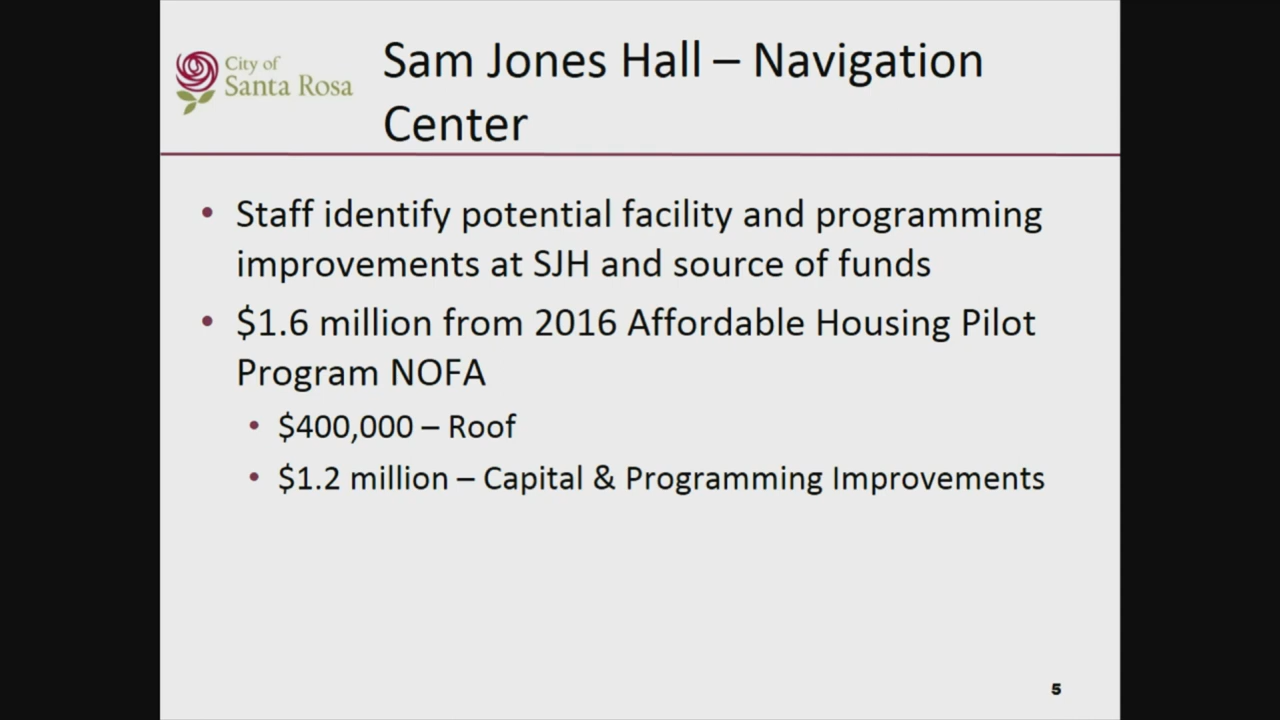 City of
Santa Rosa
Sam Jones Hall – Navigation
Center
• Staff identify potential facility and programming
improvements at SJH and source of funds
• $1.6 million from 2016 Affordable Housing Pilot
Program NOFA
• $400,000 – Roof
• $1.2 million – Capital & Programming Improvements
5